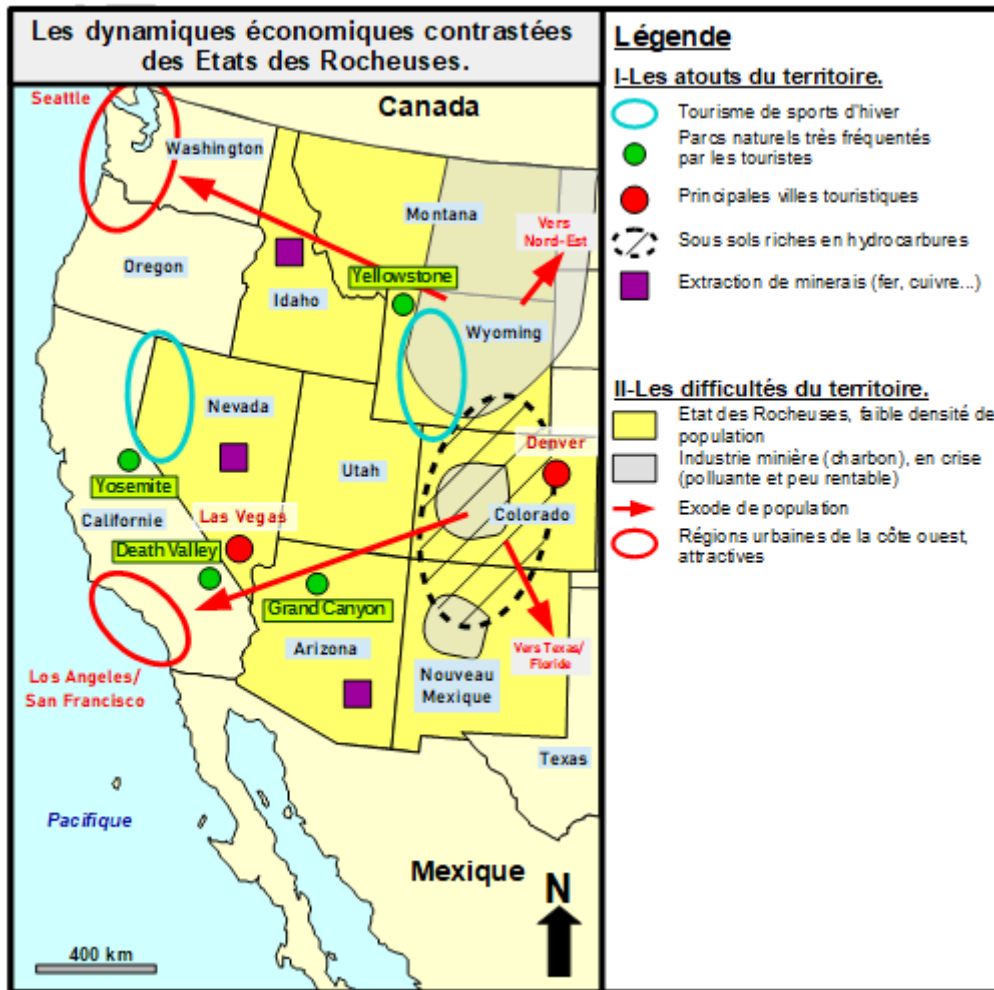 Les dynamiques économiques contrastées
des Etats des Rocheuses.
Seattle
Canada
Washington
Montana
Vers
Nord-Est
Oregon
Idaho
Yellowstone
Wyoming
Nevada
Denver
Utah
Yosemite
Californie
Las Vegas
Colorado
Death Valley
Grand Canyon
Arizona
Vers Texas/
Floride
Los Angeles/
San Francisco
Nouveau
Mexique
Texas
Pacifique
Mexique
N
400 km
Légende
I-Les atouts du territoire.
Tourisme de sports d'hiver
Parcs naturels très fréquentés
par les touristes
Principales villes touristiques
Sous sols riches en hydrocarbures
Extraction de minerais (fer, cuivre...)
II-Les difficultés du territoire.
Etat des Rocheuses, faible densité de
population
Industrie minière (charbon), en crise
(polluante et peu rentable)
Exode de population
Régions urbaines de la côte ouest,
attractives